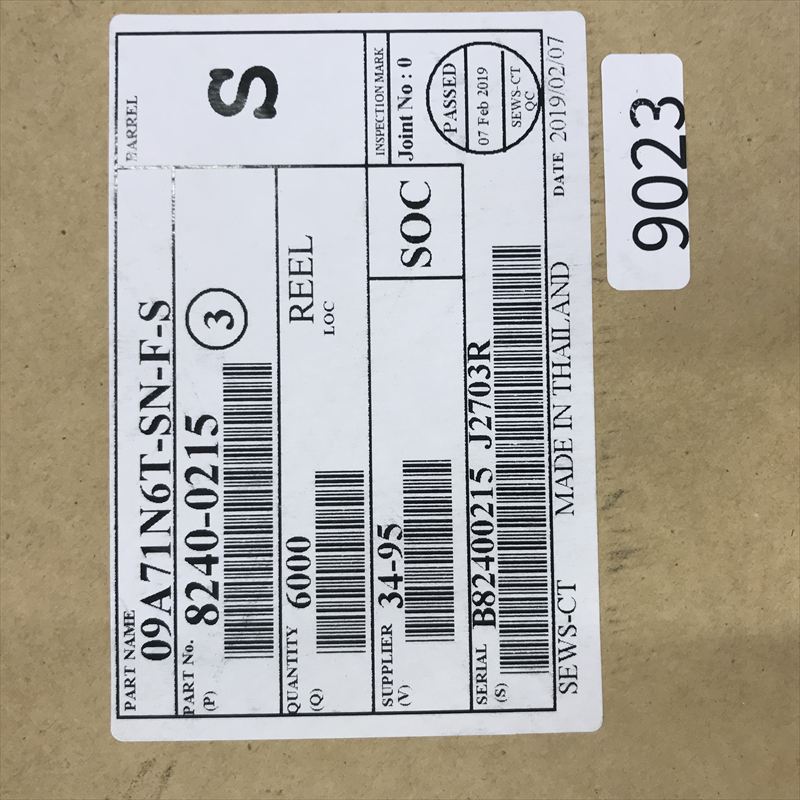 PART NAME
09A71N6T-SN-F-S
BARREL
S
PART No.
(P)
8240-0215
3
QUANTITY
(Q)
6000
REEL
LOC
INSPECTION MARK
Joint No : 0
SUPPLIER
(V)
34-95
SOC
PASSED
07 Feb 2019
SEWS-CT
QC
SERIAL
(S)
B82400215 J2703R
SEWS-CT MADE IN THAILAND DATE 2019/02/07
9023